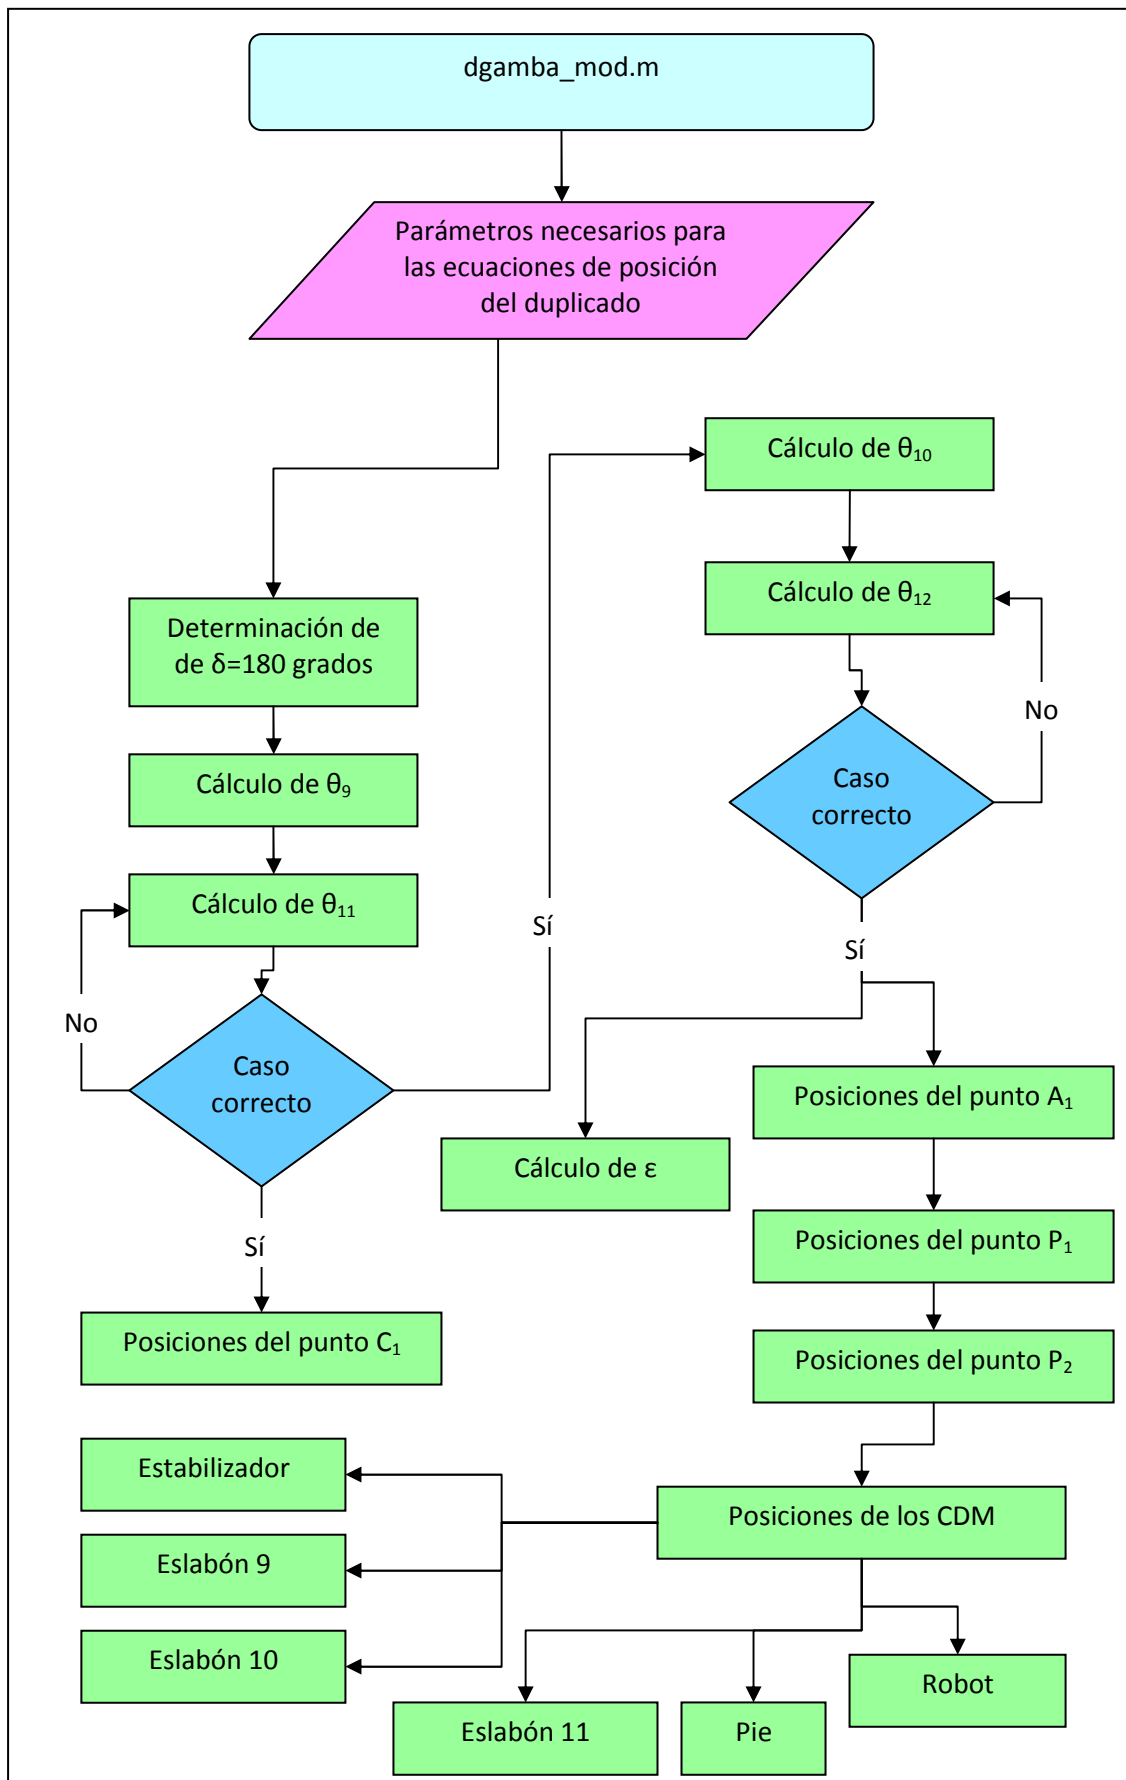 dgamba_mod.m
Parámetros necesarios para
las ecuaciones de posición
del duplicado
Determinación de
de δ=180 grados
Cálculo de θ₉
Cálculo de θ₁₁
No
Caso
correcto
Sí
Posiciones del punto C₁
Sí
Cálculo de θ₁₀
Cálculo de θ₁₂
No
Caso
correcto
Sí
Cálculo de ε
Posiciones del punto A₁
Posiciones del punto P₁
Posiciones del punto P₂
Posiciones de los CDM
Estabilizador
Eslabón 9
Eslabón 10
Eslabón 11
Pie
Robot